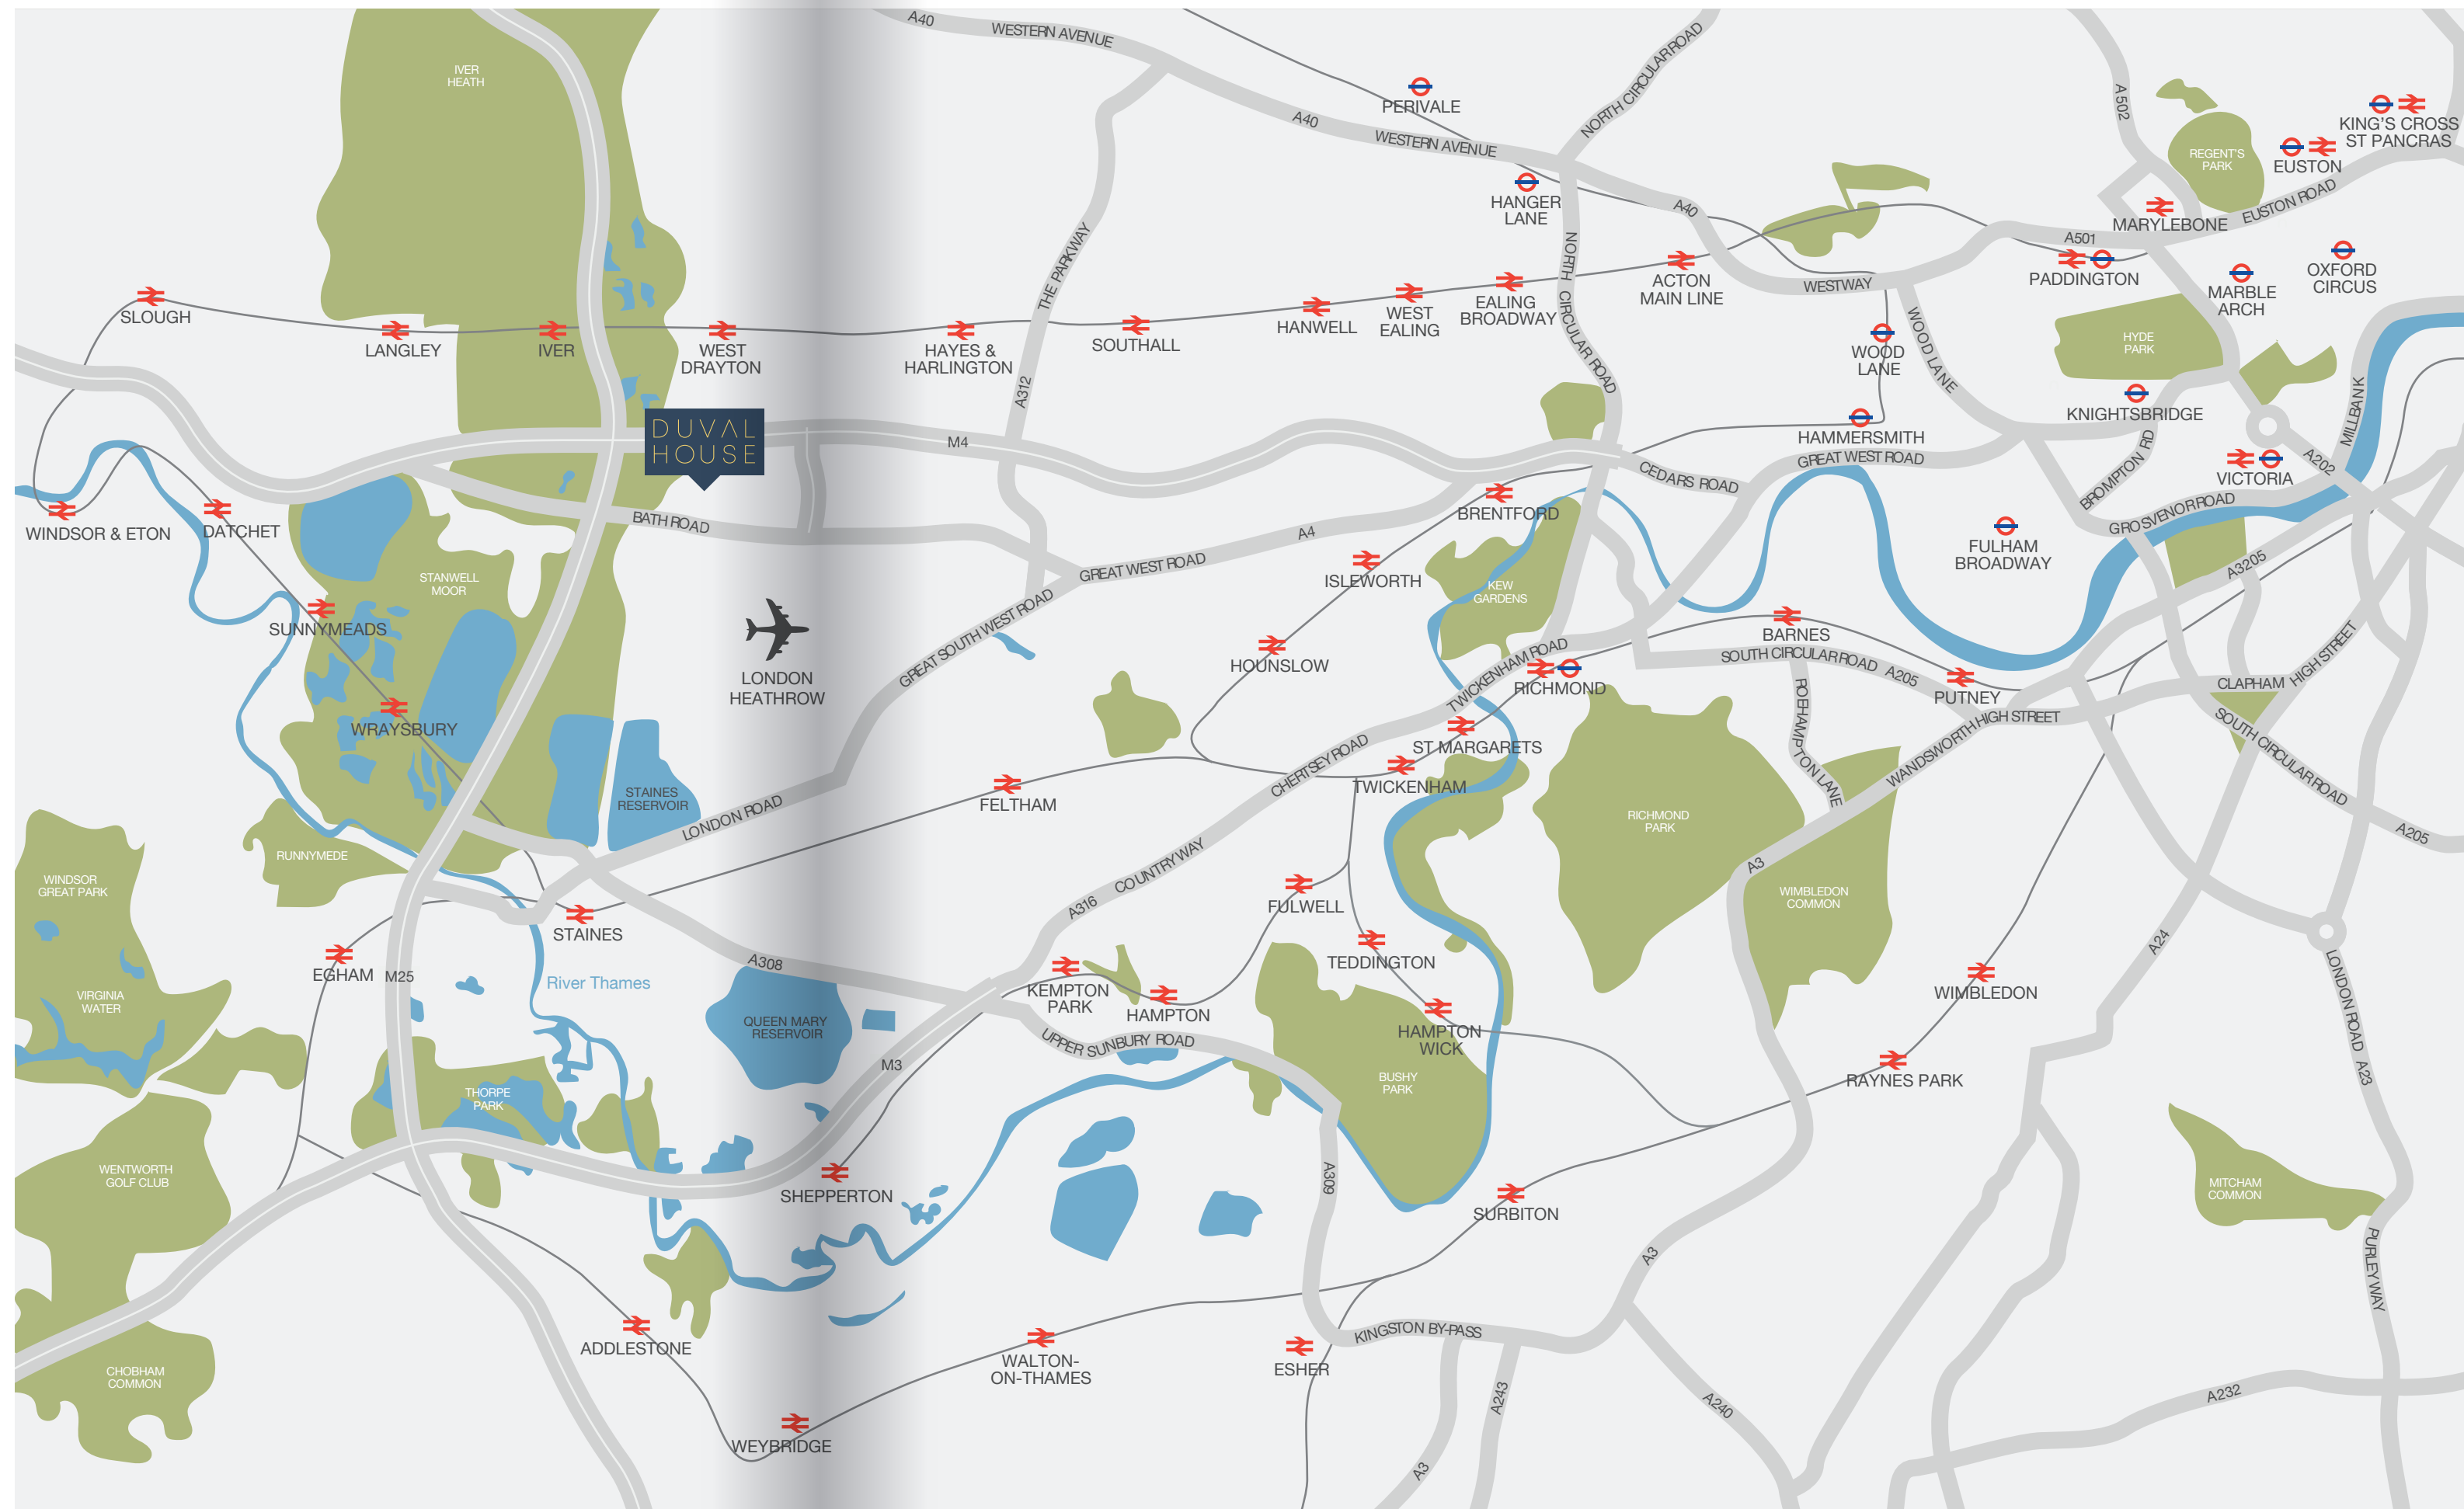 A40
WESTERN AVENUE
NORTH CIRCULAR ROAD
IVER
HEATH
PERIVALE
A40
WESTERN AVENUE
A502
KING'S CROSS
ST PANCRAS
REGENT'S
PARK
EUSTON
EUSTON ROAD
HANGER
LANE
A40
MARYLEBONE
A501
THE PARKWAY
NORTH CIRCULAR ROAD
ACTON
MAIN LINE
WESTWAY
PADDINGTON
MARBLE
ARCH
OXFORD
CIRCUS
SLOUGH
LANGLEY
IVER
WEST
DRAYTON
HAYES &
HARLINGTON
SOUTHALL
HANWELL
WEST
EALING
EALING
BROADWAY
WOOD
LANE
WOOD LANE
HYDE
PARK
A312
KNIGHTSBRIDGE
MILLBANK
DUVAL
HOUSE
M4
HAMMERSMITH
GREAT WEST ROAD
CEDARS ROAD
BROMPTON RD
A202
VICTORIA
GROSVENOR ROAD
WINDSOR & ETON
DATCHET
BATH ROAD
BRENTFORD
A4
GREAT WEST ROAD
FULHAM
BROADWAY
A3205
STANWELL
MOOR
ISLEWORTH
KEW
GARDENS
SUNNYMEADS
GREAT SOUTH WEST ROAD
HOUNSLOW
TWICKENHAM ROAD
BARNES
SOUTH CIRCULAR ROAD
A205
HIGH STREET
CLAPHAM
LONDON
HEATHROW
RICHMOND
PUTNEY
WRAYSBURY
ST MARGARETS
ROEHAMPTON LANE
WANDSWORTH HIGH STREET
SOUTH CIRCULAR ROAD
CHERTSEY ROAD
TWICKENHAM
FELTHAM
STAINES
RESERVOIR
LONDON ROAD
RICHMOND
PARK
A205
RUNNYMEDE
COUNTRY WAY
A3
WINDSOR
GREAT PARK
A316
FULWELL
WIMBLEDON
COMMON
STAINES
TEDDINGTON
A24
EGHAM
M25
A308
River Thames
KEMPTON
PARK
HAMPTON
WIMBLEDON
VIRGINIA
WATER
QUEEN MARY
RESERVOIR
UPPER SUNBURY ROAD
HAMPTON
WICK
LONDON ROAD
A23
M3
BUSHY
PARK
RAYNES PARK
THORPE
PARK
WENTWORTH
GOLF CLUB
SHEPPERTON
A309
SURBITON
MITCHAM
COMMON
A3
PURLEY WAY
ADDLESTONE
KINGSTON BY-PASS
WALTON-
ON-THAMES
ESHER
CHOBHAM
COMMON
A243
A240
A232
WEYBRIDGE
A3